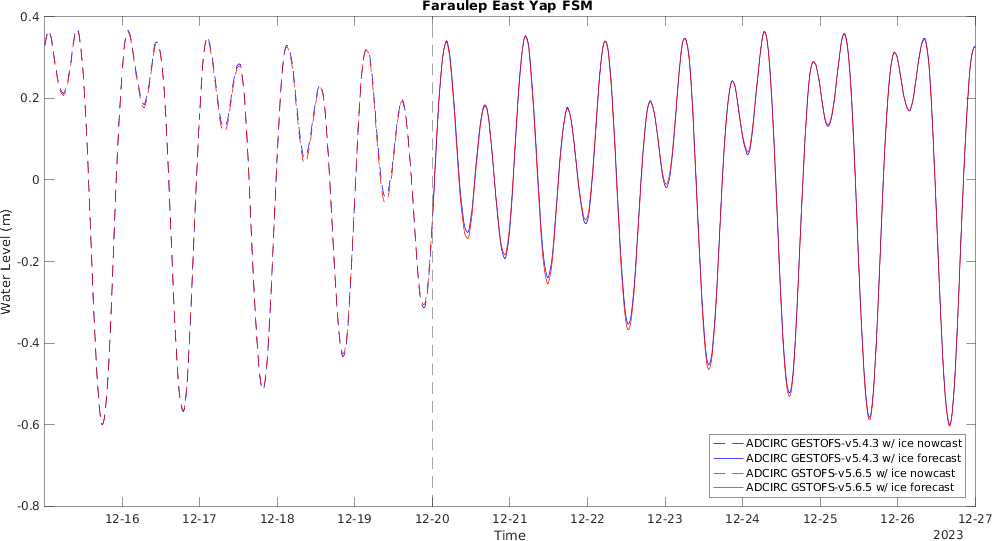 Faraulep East Yap FSM
0.4
0.2
0
-0.2
-0.4
-0.6
-0.8
Water Level (m)
ADCIRC GESTOFS-v5.4.3 w/ ice nowcast
ADCIRC GESTOFS-v5.4.3 w/ ice forecast
ADCIRC GSTOFS-v5.6.5 w/ ice nowcast
ADCIRC GSTOFS-v5.6.5 w/ ice forecast
12-16 12-17 12-18 12-19 12-20 12-21 12-22 12-23 12-24 12-25 12-26 12-27
Time
2023